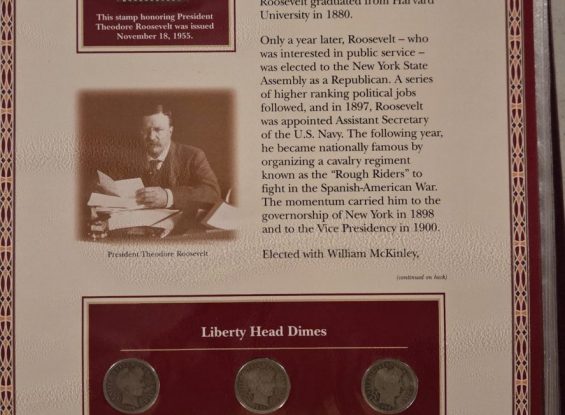 This stamp honoring President
Theodore Roosevelt was issued
November 18, 1955.
Roosevelt graduated from Harvard
University in 1880.
Only a year later, Roosevelt – who
was interested in public service –
was elected to the New York State
Assembly as a Republican. A series
of higher ranking political jobs
followed, and in 1897, Roosevelt
was appointed Assistant Secretary
of the U.S. Navy. The following year,
he became nationally famous by
organizing a cavalry regiment
known as the “Rough Riders” to
fight in the Spanish-American War.
The momentum carried him to the
governorship of New York in 1898
and to the Vice Presidency in 1900.
Elected with William McKinley,
(continued on back)
President Theodore Roosevelt
Liberty Head Dimes